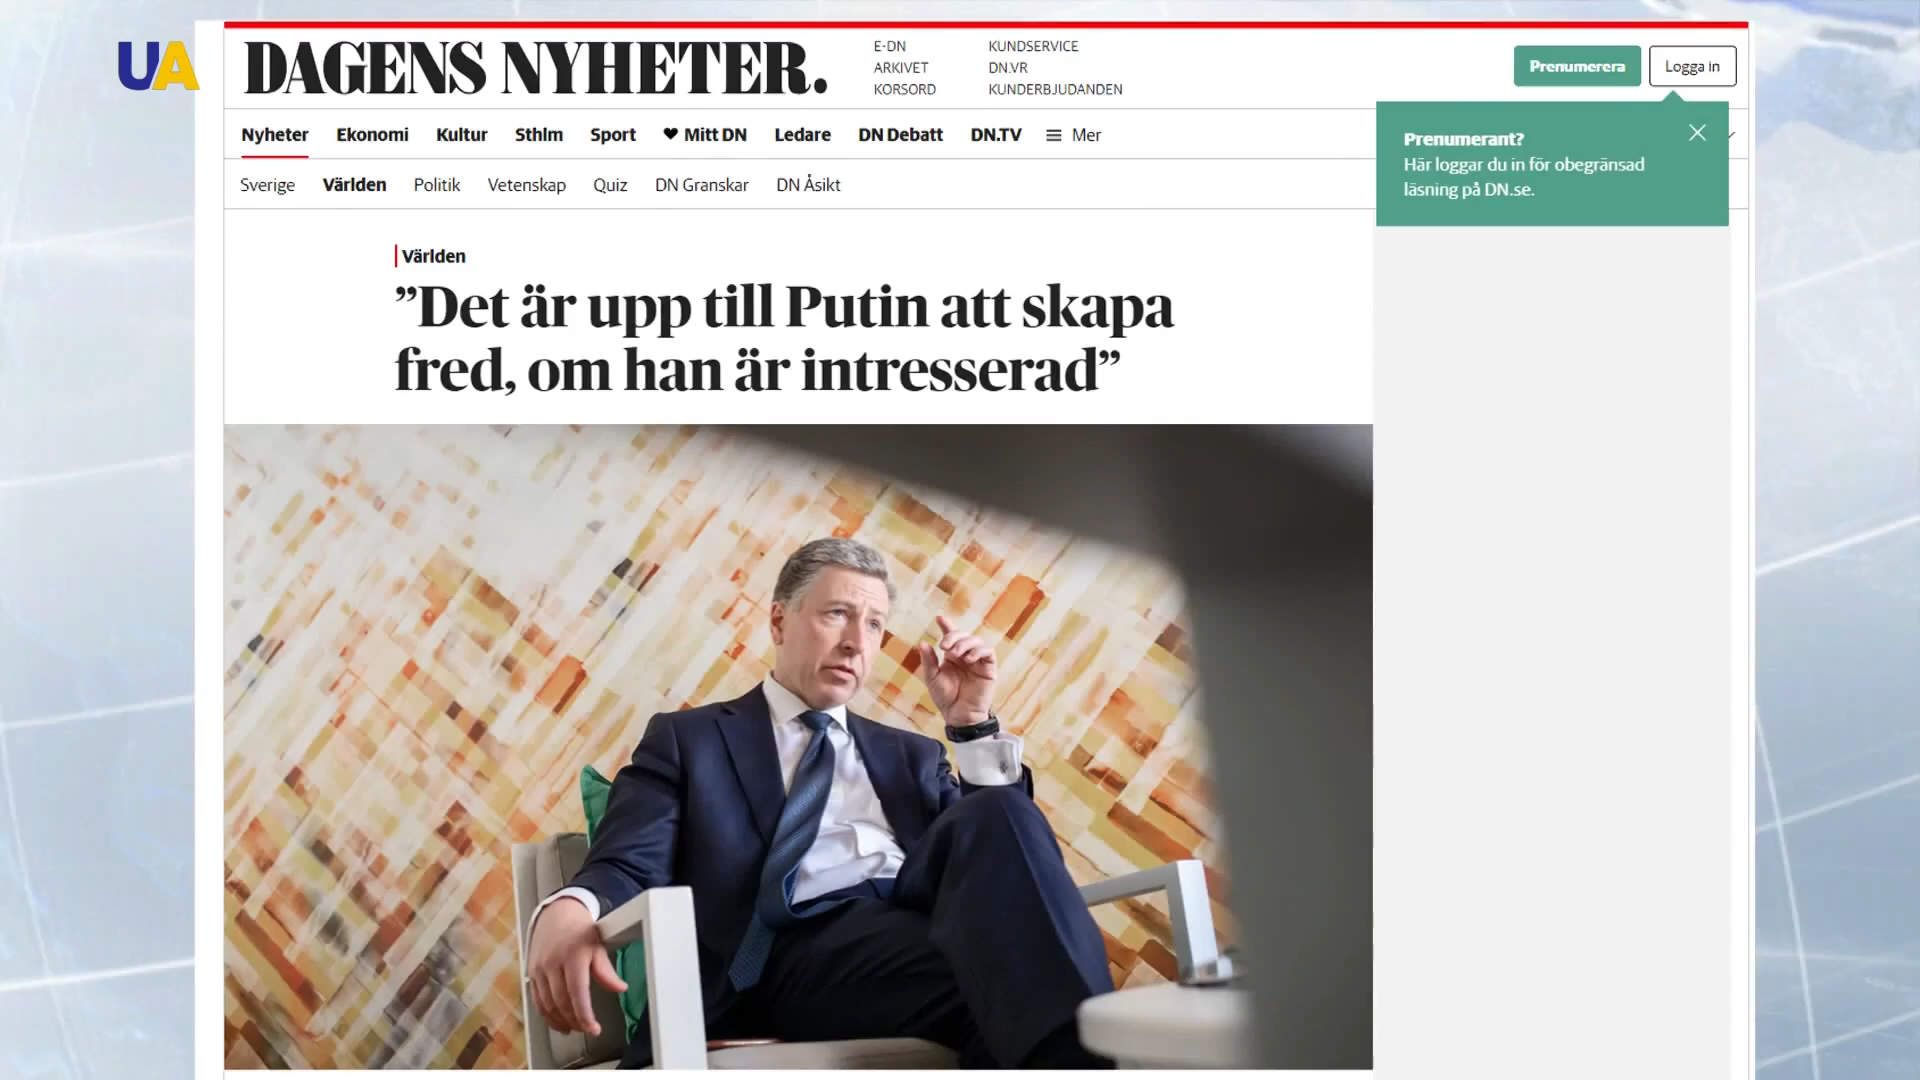 UA
DAGENS NYHETER.
E-DN
ARKIVET
KORSORD
KUNDSERVICE
DN.VR
KUNDERBJUDANDEN
Prenumerera
Logga in
Nyheter Ekonomi Kultur Sthlm Sport Mitt DN Ledare DN Debatt DN.TV Mer
Prenumerant?
Här loggar du in för obegränsad
läsning på DN.se.
Sverige Världen Politik Vetenskap Quiz DN Granskar DN Åsikt
Världen
”Det är upp till Putin att skapa
fred, om han är intresserad”